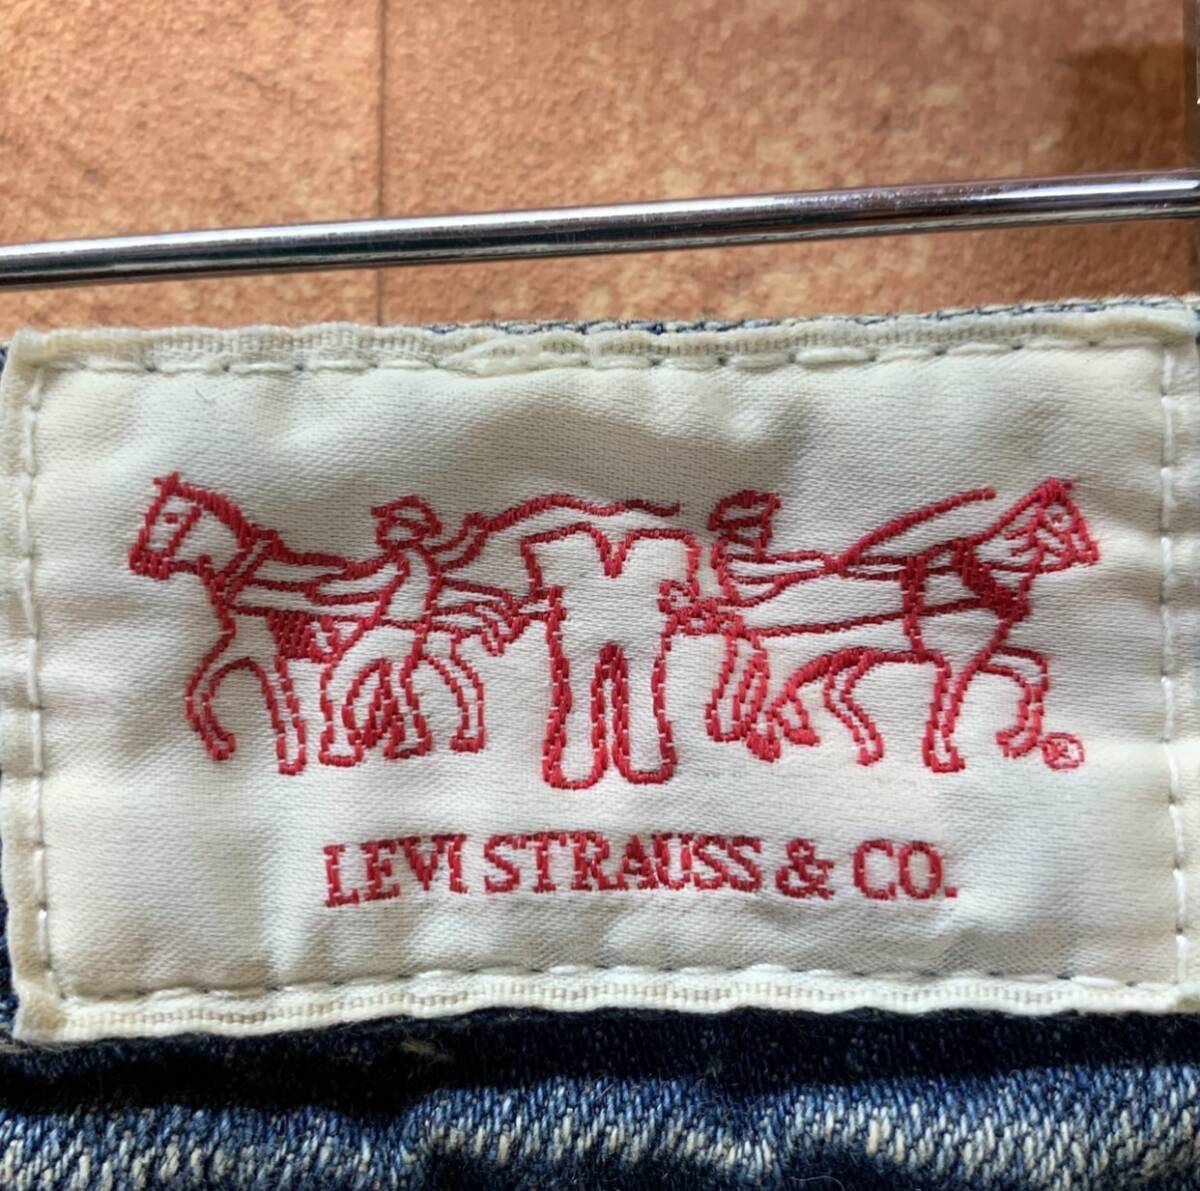 ®
LEVI STRAUSS & CO.